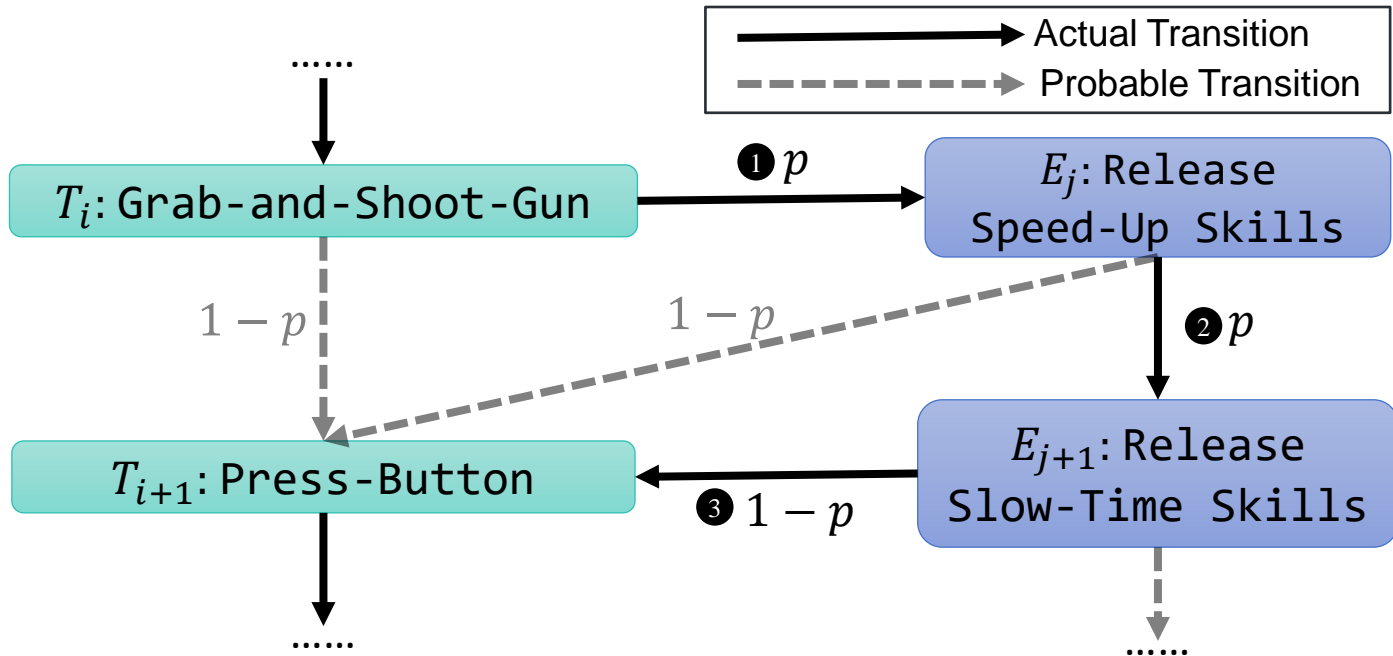 Actual Transition
Probable Transition
......
❶ p
T_i: Grab-and-Shoot-Gun
E_j: Release
Speed-Up Skills
1 − p
1 − p
❷ p
T_{i+1}: Press-Button
E_{j+1}: Release
Slow-Time Skills
❸ 1 − p
......
......